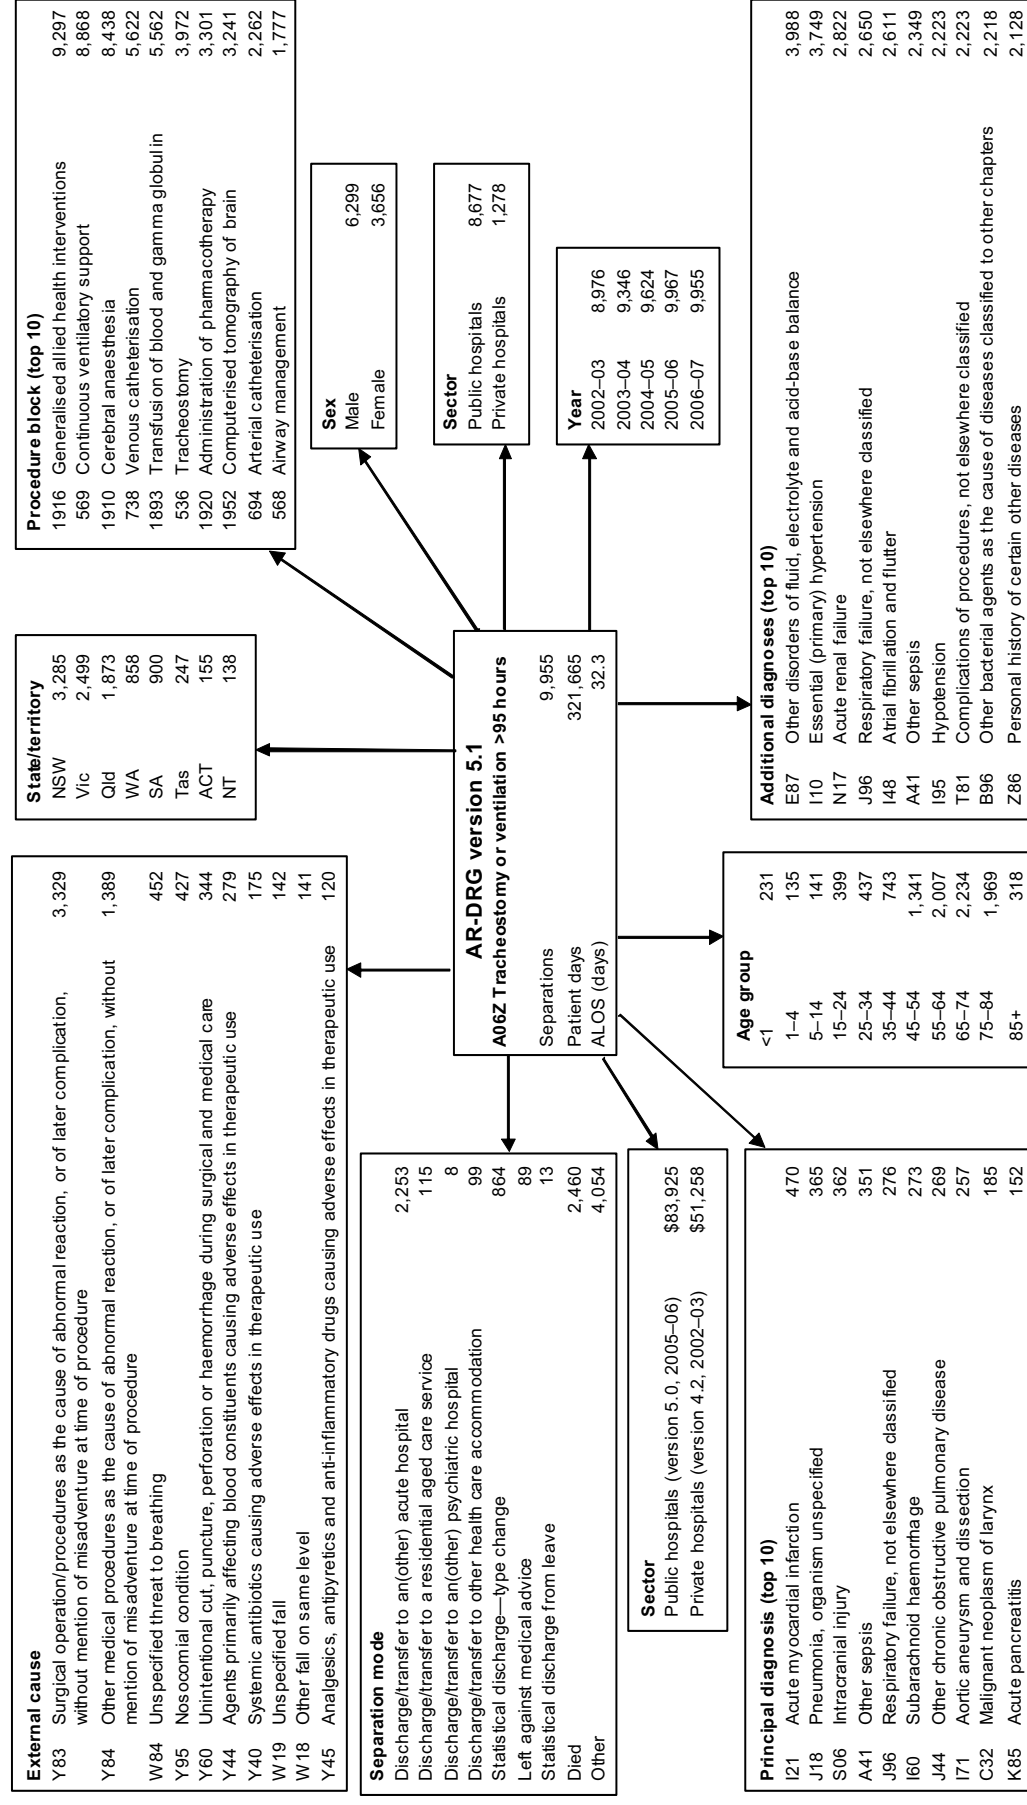 External cause
Y83 Surgical operation/procedures as the cause of abnormal reaction, or of later complication, 3,329
without mention of misadventure at time of procedure
Y84 Other medical procedures as the cause of abnormal reaction, or of later complication, without 1,389
mention of misadventure at time of procedure
W84 Unspecified threat to breathing 452
Y95 Nosocomial condition 427
Y60 Unintentional cut, puncture, perforation or haemorrhage during surgical and medical care 344
Y44 Agents primarily affecting blood constituents causing adverse effects in therapeutic use 279
Y40 Systemic antibiotics causing adverse effects in therapeutic use 175
W19 Unspecified fall 142
W18 Other fall on same level 141
Y45 Analgesics, antipyretics and anti-inflammatory drugs causing adverse effects in therapeutic use 120
State/territory
NSW 3,285
Vic 2,499
Qld 1,873
WA 858
SA 900
Tas 247
ACT 155
NT 138
Procedure block (top 10)
1916 Generalised allied health interventions 9,297
569 Continuous ventilatory support 8,868
1910 Cerebral anaesthesia 8,438
738 Venous catheterisation 5,622
1893 Transfusion of blood and gamma globulin 5,562
536 Tracheostomy 3,972
1920 Administration of pharmacotherapy 3,301
1952 Computerised tomography of brain 3,241
694 Arterial catheterisation 2,262
568 Airway management 1,777
Separation mode
Discharge/transfer to an(other) acute hospital 2,253
Discharge/transfer to a residential aged care service 115
Discharge/transfer to an(other) psychiatric hospital 8
Discharge/transfer to other health care accommodation 99
Statistical discharge—type change 864
Left against medical advice 89
Statistical discharge from leave 13
Died 2,460
Other 4,054
AR-DRG version 5.1
A06Z Tracheostomy or ventilation >95 hours
Separations 9,955
Patient days 321,665
ALOS (days) 32.3
Sex
Male 6,299
Female 3,656
Sector
Public hospitals 8,677
Private hospitals 1,278
Year
2002–03 8,976
2003–04 9,346
2004–05 9,624
2005–06 9,967
2006–07 9,955
Sector
Public hospitals (version 5.0, 2005–06) $83,925
Private hospitals (version 4.2, 2002–03) $51,258
Principal diagnosis (top 10)
I21 Acute myocardial infarction 470
J18 Pneumonia, organism unspecified 365
S06 Intracranial injury 362
A41 Other sepsis 351
J96 Respiratory failure, not elsewhere classified 276
I60 Subarachnoid haemorrhage 273
J44 Other chronic obstructive pulmonary disease 269
I71 Aortic aneurysm and dissection 257
C32 Malignant neoplasm of larynx 185
K85 Acute pancreatitis 152
Age group
<1 231
1–4 135
5–14 141
15–24 399
25–34 437
35–44 743
45–54 1,341
55–64 2,007
65–74 2,234
75–84 1,969
85+ 318
Additional diagnoses (top 10)
E87 Other disorders of fluid, electrolyte and acid-base balance 3,988
I10 Essential (primary) hypertension 3,749
N17 Acute renal failure 2,822
J96 Respiratory failure, not elsewhere classified 2,650
I48 Atrial fibrillation and flutter 2,611
A41 Other sepsis 2,349
I95 Hypotension 2,223
T81 Complications of procedures, not elsewhere classified 2,223
B96 Other bacterial agents as the cause of diseases classified to other chapters 2,218
Z86 Personal history of certain other diseases 2,128